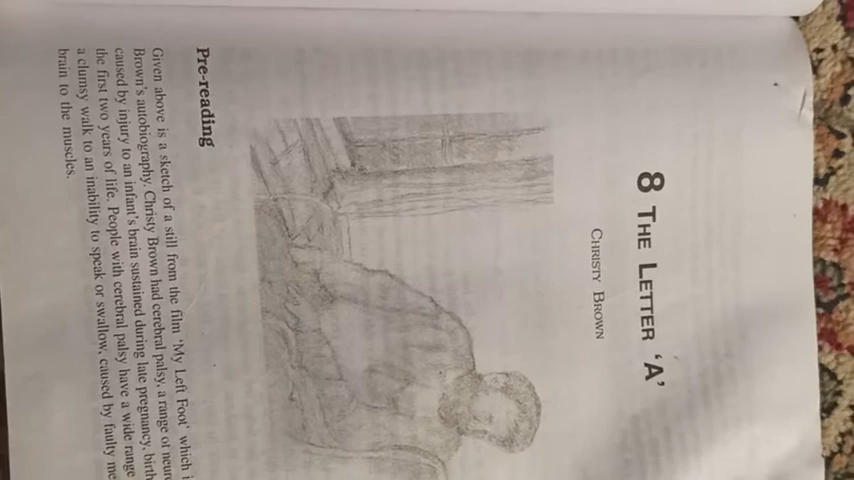 8 THE LETTER ‘A’
CHRISTY BROWN
Pre-reading
Given above is a sketch of a still from the film ‘My Left Foot’ which
Brown’s autobiography. Christy Brown had cerebral palsy, a range of
caused by injury to an infant’s brain sustained during late pregnancy, birth
the first two years of life. People with cerebral palsy have a wide range
a clumsy walk to an inability to speak or swallow, caused by faulty
brain to the muscles.